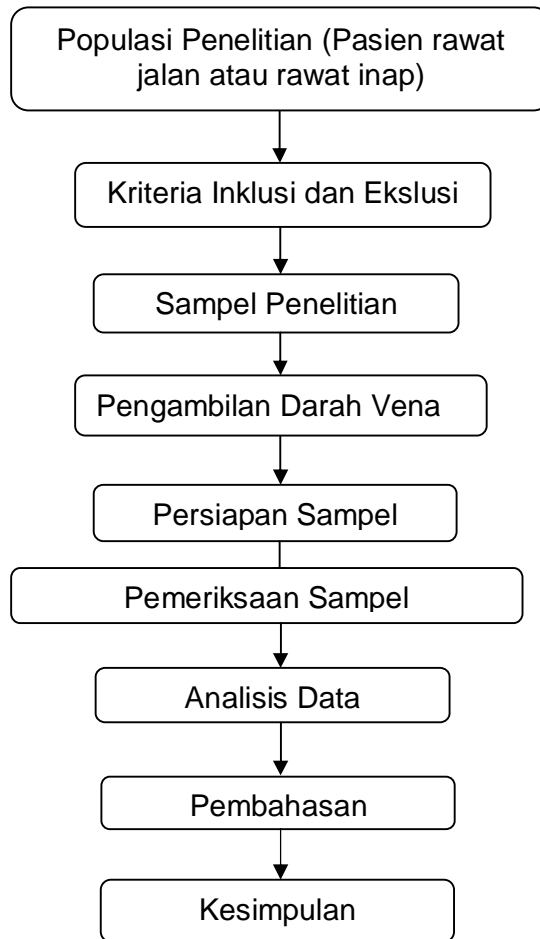 Populasi Penelitian (Pasien rawat
jalan atau rawat inap)
Kriteria Inklusi dan Ekslusi
Sampel Penelitian
Pengambilan Darah Vena
Persiapan Sampel
Pemeriksaan Sampel
Analisis Data
Pembahasan
Kesimpulan